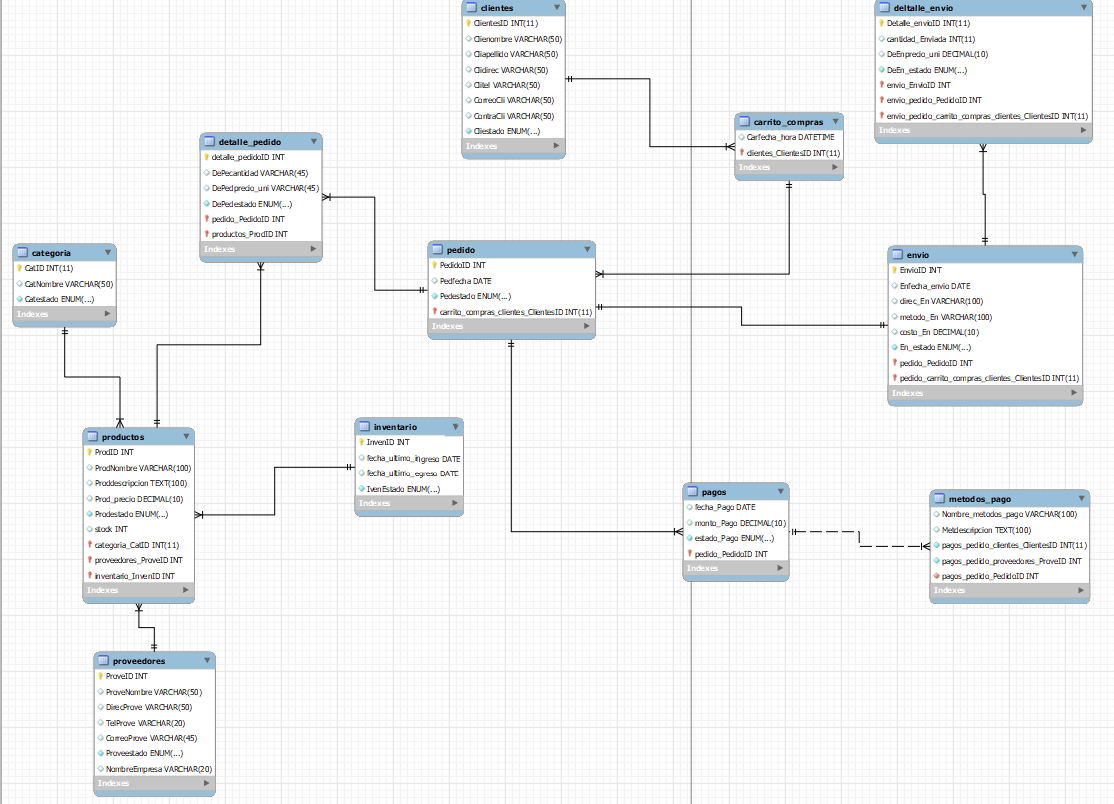 clientes
ClientesID INT(11)
Clienombre VARCHAR(50)
Cliapellido VARCHAR(50)
Clidirec VARCHAR(50)
Clitel VARCHAR(50)
CorreoCli VARCHAR(50)
ContraCli VARCHAR(50)
Cliestado ENUM(...)
Indexes
deltalle_envio
Detalle_envioID INT(11)
cantidad_Enviada INT(11)
DeEnprecio_uni DECIMAL(10)
DeEn_estado ENUM(...)
envio_EnvioID INT
envio_pedido_PedidoID INT
envio_pedido_carrito_compras_clientes_ClientesID INT(11)
Indexes
carrito_compras
Carfecha_hora DATETIME
clientes_ClientesID INT(11)
Indexes
detalle_pedido
detalle_pedidoID INT
DePecantidad VARCHAR(45)
DePedprecio_uni VARCHAR(45)
DePedestado ENUM(...)
pedido_PedidoID INT
productos_ProdID INT
Indexes
categoria
CatID INT(11)
CatNombre VARCHAR(50)
Catestado ENUM(...)
Indexes
pedido
PedidoID INT
Pedfecha DATE
Pedestado ENUM(...)
carrito_compras_clientes_ClientesID INT(11)
Indexes
envio
EnvioID INT
Enfecha_envio DATE
direc_En VARCHAR(100)
metodo_En VARCHAR(100)
costo_En DECIMAL(10)
En_estado ENUM(...)
pedido_PedidoID INT
pedido_carrito_compras_clientes_ClientesID INT(11)
Indexes
productos
ProdID INT
ProdNombre VARCHAR(100)
Proddescripcion TEXT(100)
Prod_precio DECIMAL(10)
Prodestado ENUM(...)
stock INT
categoria_CatID INT(11)
proveedores_ProveID INT
inventario_InvenID INT
Indexes
inventario
InvenID INT
fecha_ultimo_ingreso DATE
fecha_ultimo_egreso DATE
IvenEstado ENUM(...)
Indexes
pagos
fecha_Pago DATE
monto_Pago DECIMAL(10)
estado_Pago ENUM(...)
pedido_PedidoID INT
Indexes
metodos_pago
Nombre_metodos_pago VARCHAR(100)
Metdescripcion TEXT(100)
pagos_pedido_clientes_ClientesID INT(11)
pagos_pedido_proveedores_ProveID INT
pagos_pedido_PedidoID INT
Indexes
proveedores
ProveID INT
ProveNombre VARCHAR(50)
DirecProve VARCHAR(50)
TelProve VARCHAR(20)
CorreoProve VARCHAR(45)
Proveestado ENUM(...)
NombreEmpresa VARCHAR(20)
Indexes